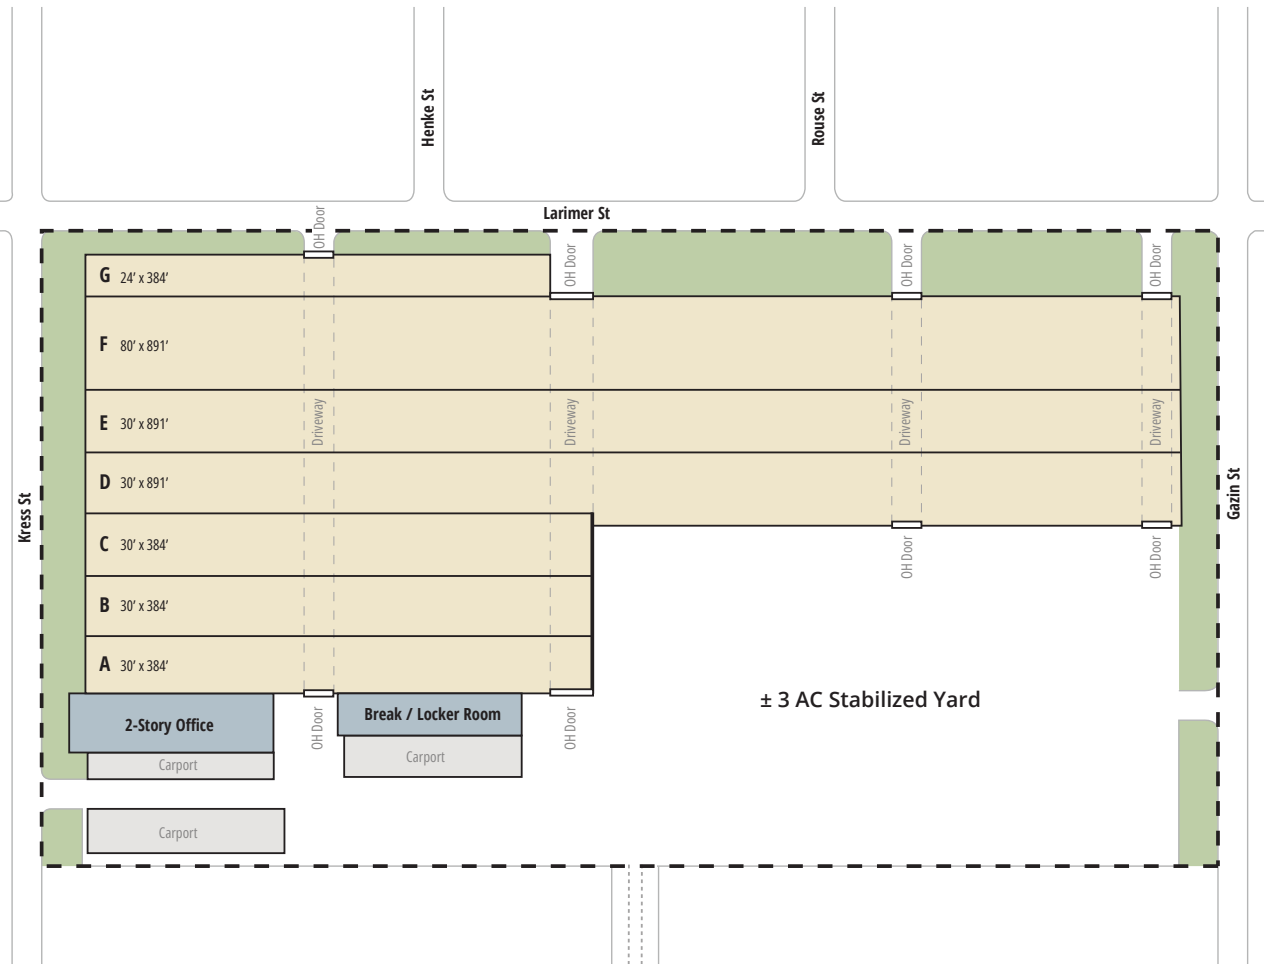 Henke St
Rouse St
Larimer St
OH Door
OH Door
OH Door
OH Door
G 24’ x 384’
F 80’ x 891’
E 30’ x 891’
Driveway
Driveway
Driveway
Driveway
D 30’ x 891’
Kress St
Gazin St
C 30’ x 384’
OH Door
OH Door
B 30’ x 384’
A 30’ x 384’
± 3 AC Stabilized Yard
2-Story Office
OH Door
Break / Locker Room
OH Door
Carport
Carport
Carport